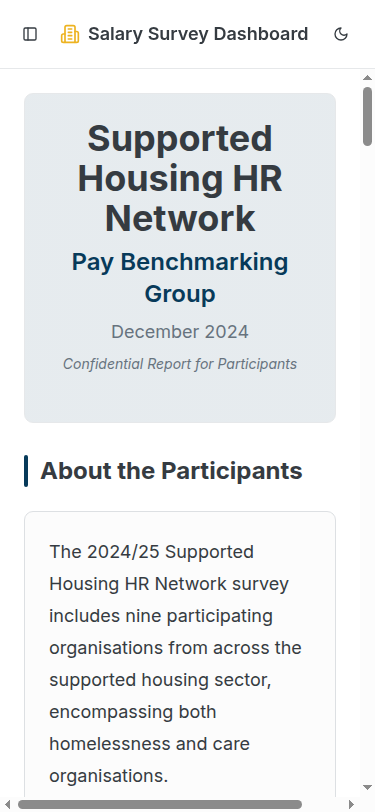 Salary Survey Dashboard
Supported
Housing HR
Network
Pay Benchmarking
Group
December 2024
Confidential Report for Participants
About the Participants
The 2024/25 Supported
Housing HR Network survey
includes nine participating
organisations from across the
supported housing sector,
encompassing both
homelessness and care
organisations.